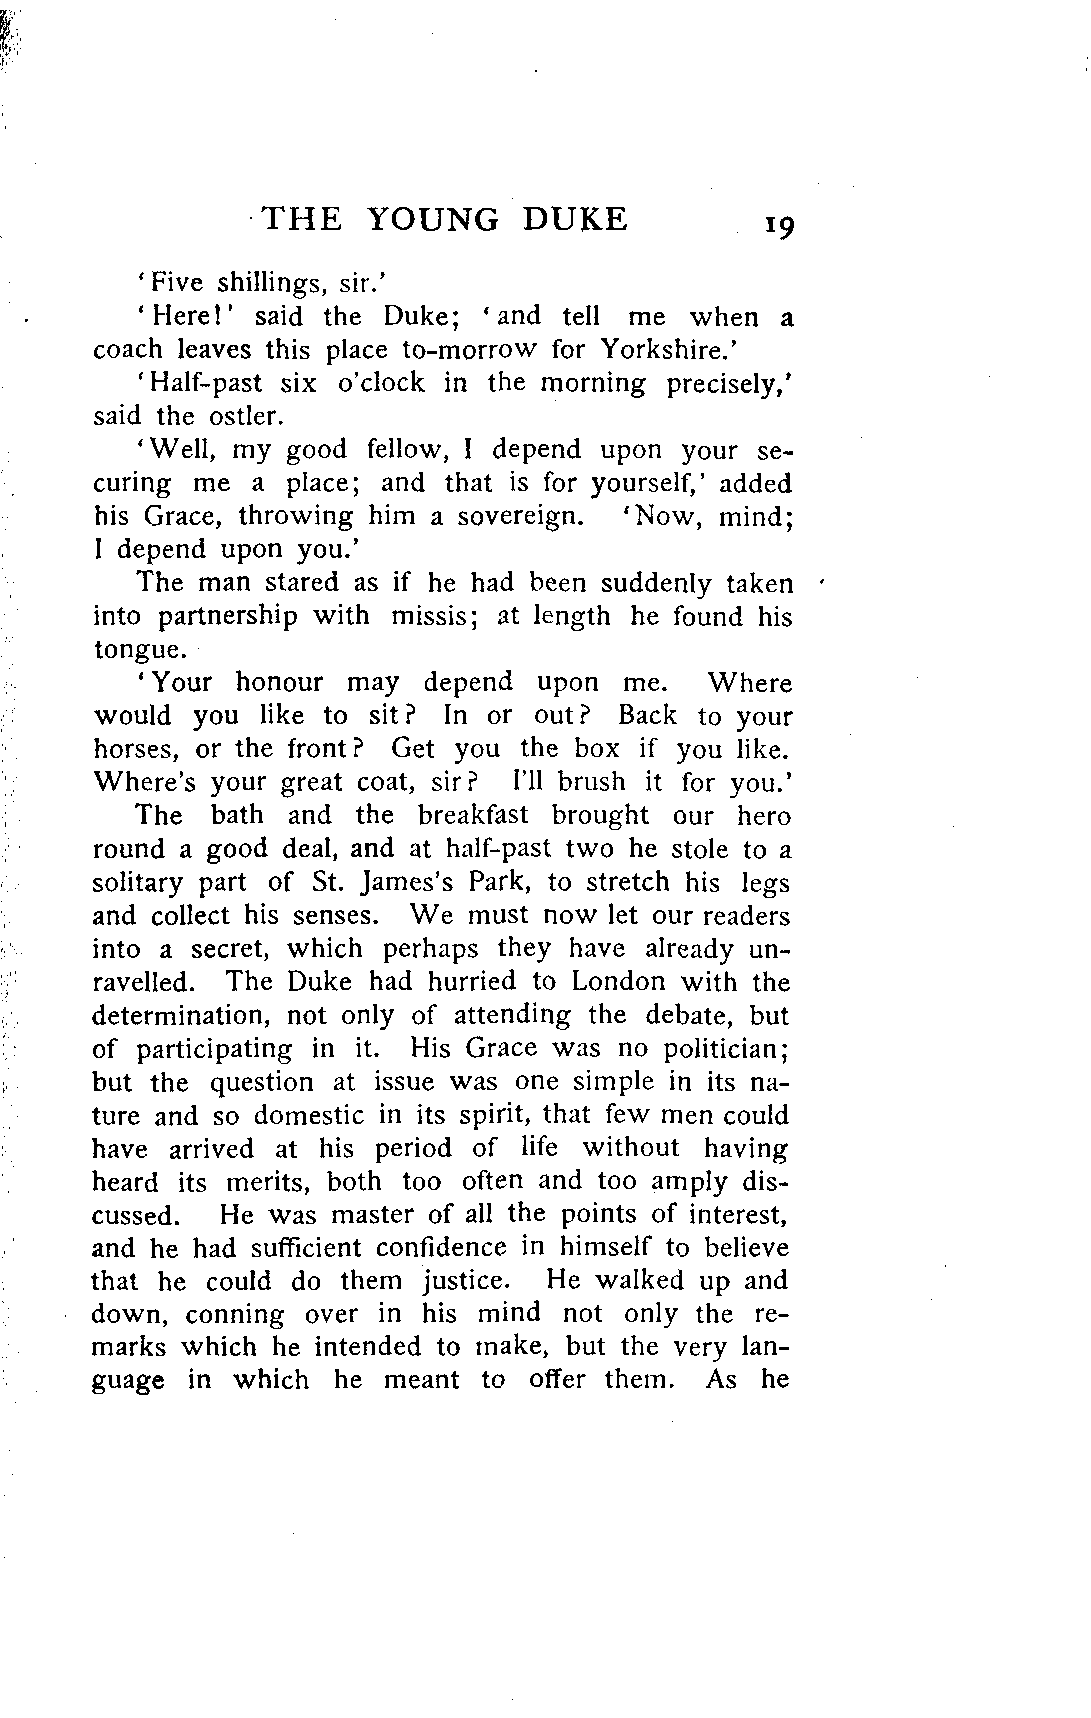 THE YOUNG DUKE 19
‘Five shillings, sir.’
‘Here!’ said the Duke; ‘and tell me when a
coach leaves this place to-morrow for Yorkshire.’
‘Half-past six o’clock in the morning precisely,’
said the ostler.
‘Well, my good fellow, I depend upon your se-
curing me a place; and that is for yourself,’ added
his Grace, throwing him a sovereign. ‘Now, mind;
I depend upon you.’
The man stared as if he had been suddenly taken
into partnership with missis; at length he found his
tongue.
‘Your honour may depend upon me. Where
would you like to sit? In or out? Back to your
horses, or the front? Get you the box if you like.
Where’s your great coat, sir? I’ll brush it for you.’
The bath and the breakfast brought our hero
round a good deal, and at half-past two he stole to a
solitary part of St. James’s Park, to stretch his legs
and collect his senses. We must now let our readers
into a secret, which perhaps they have already un-
ravelled. The Duke had hurried to London with the
determination, not only of attending the debate, but
of participating in it. His Grace was no politician;
but the question at issue was one simple in its na-
ture and so domestic in its spirit, that few men could
have arrived at his period of life without having
heard its merits, both too often and too amply dis-
cussed. He was master of all the points of interest,
and he had sufficient confidence in himself to believe
that he could do them justice. He walked up and
down, conning over in his mind not only the re-
marks which he intended to make, but the very lan-
guage in which he meant to offer them. As he